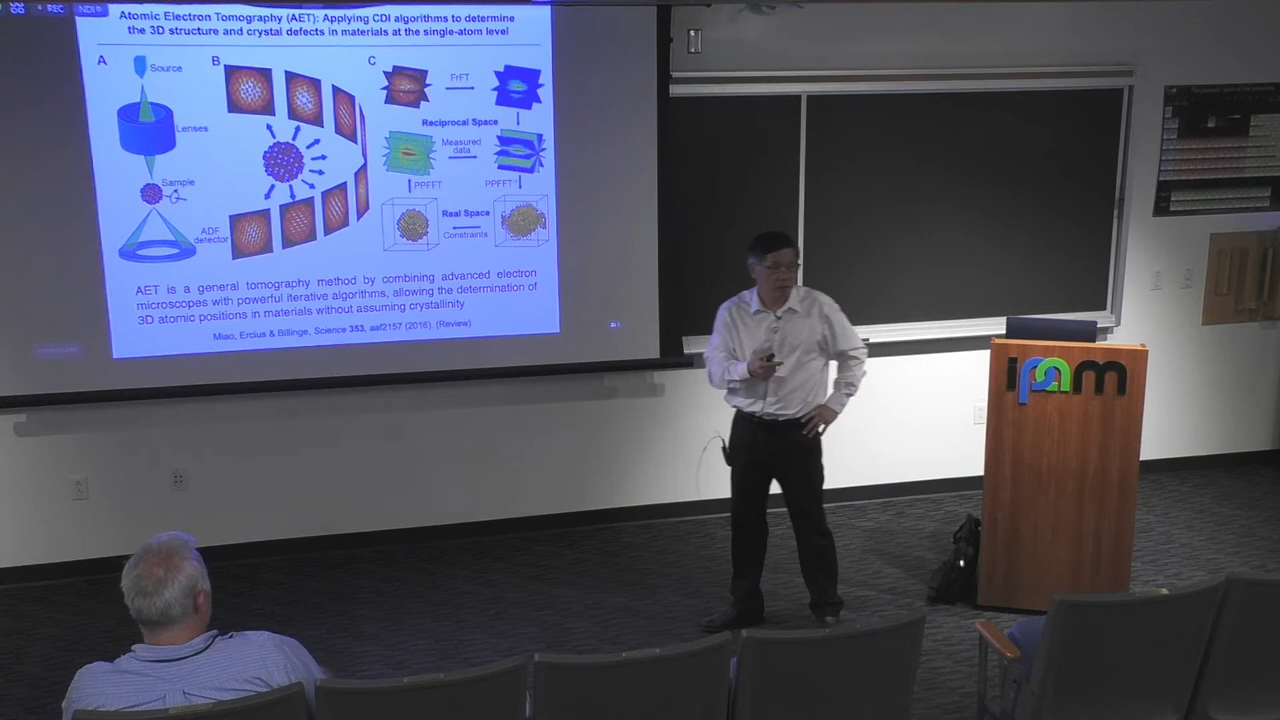 REC
NDI
Atomic Electron Tomography (AET): Applying CDI algorithms to determine
the 3D structure and crystal defects in materials at the single-atom level
A
B
C
Source
Lenses
Sample
ADF
detector
FrFT
Reciprocal Space
Measured
data
PPFFT
PPFFT⁻¹
Real Space
Constraints
AET is a general tomography method by combining advanced electron
microscopes with powerful iterative algorithms, allowing the determination of
3D atomic positions in materials without assuming crystallinity
Miao, Ercius & Billinge, Science 353, aaf2157 (2016). (Review)
ipam